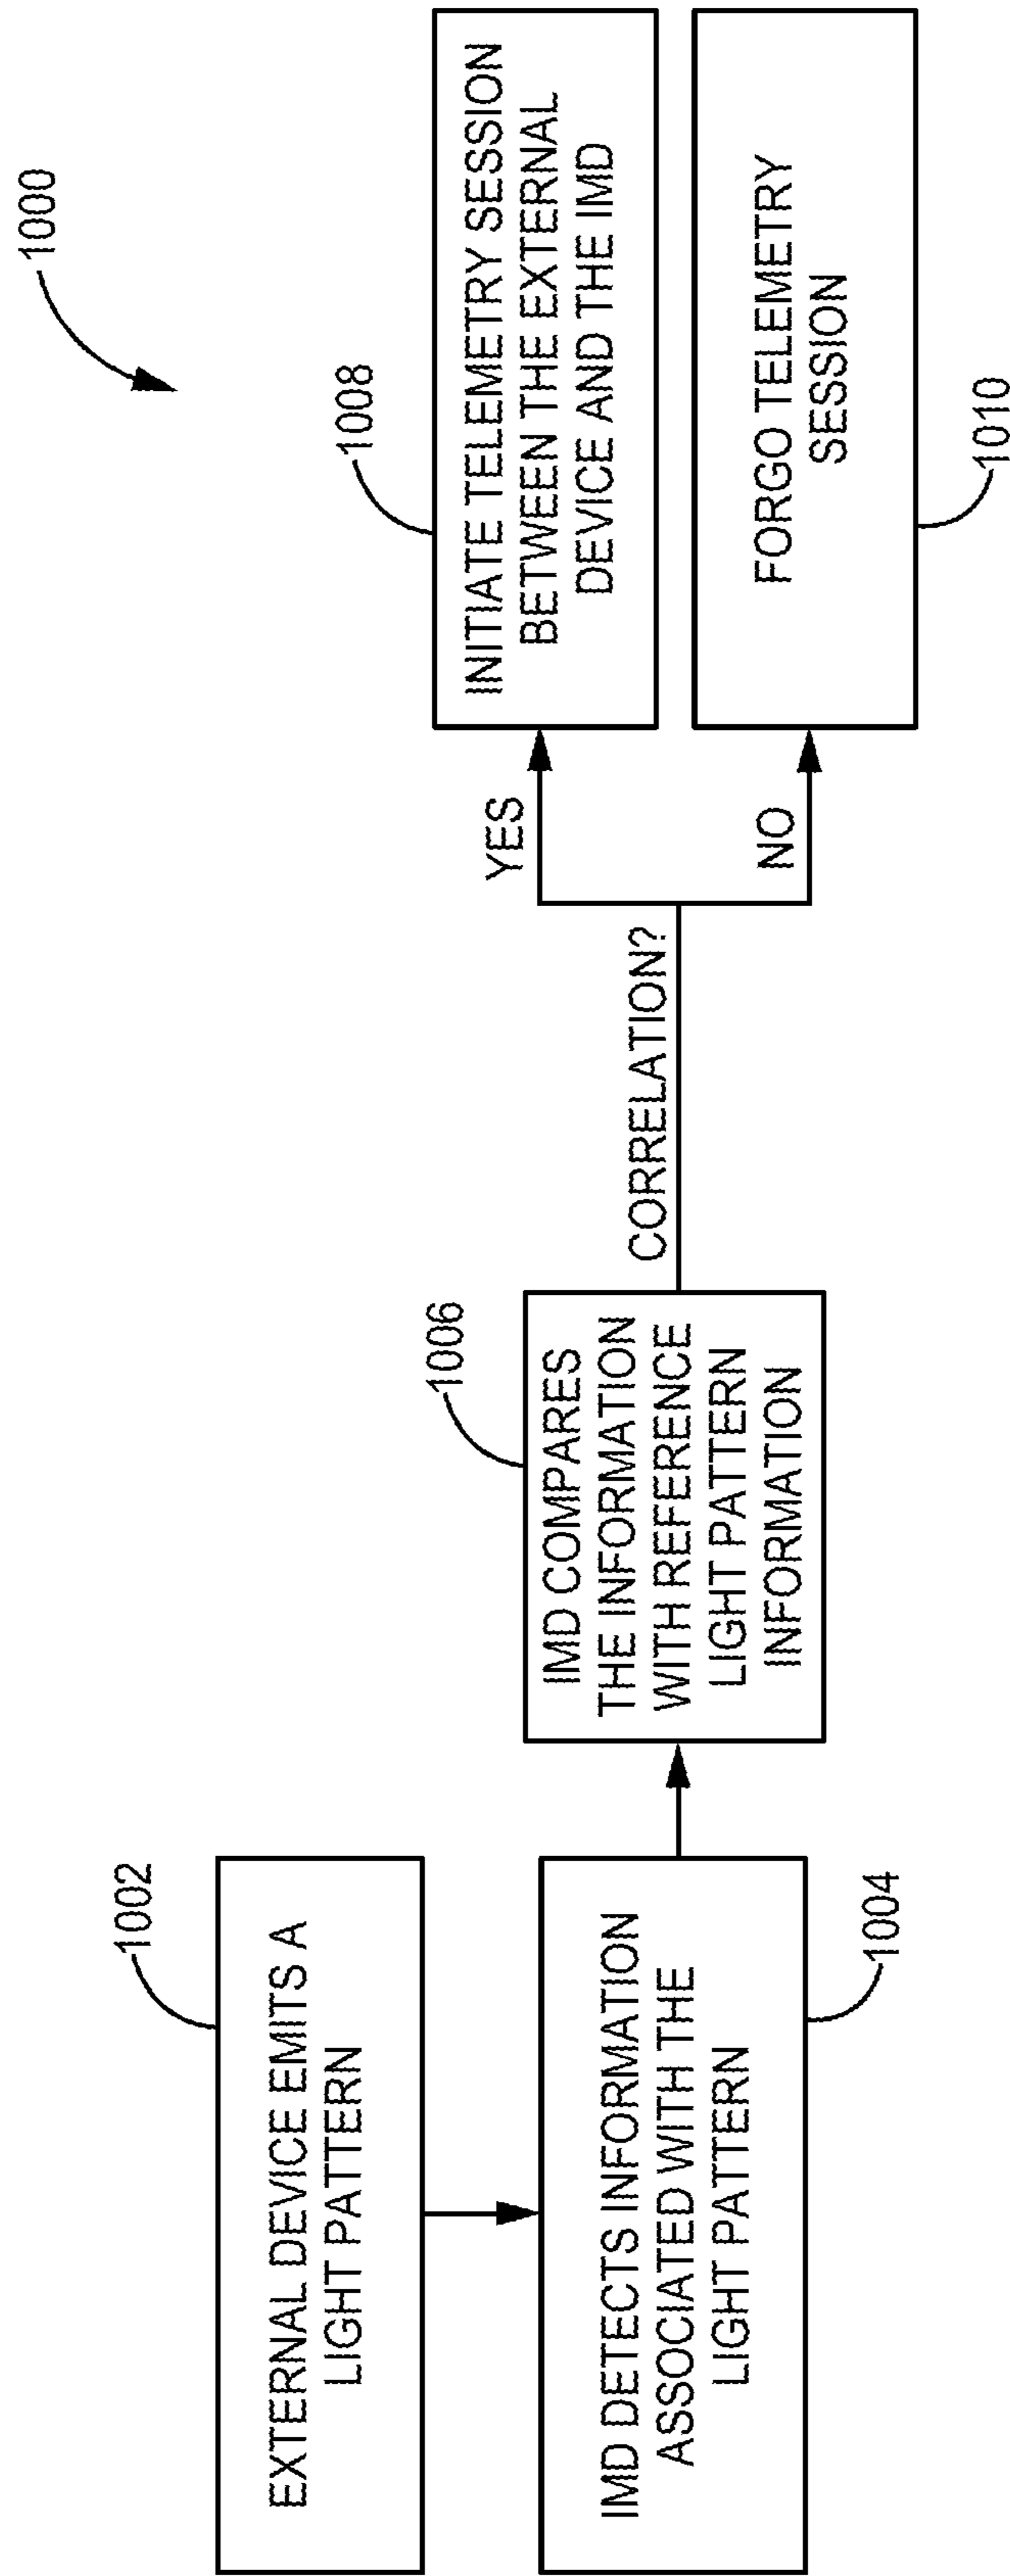 1000
1002
EXTERNAL DEVICE EMITS A
LIGHT PATTERN
IMD DETECTS INFORMATION
ASSOCIATED WITH THE
LIGHT PATTERN
1004
1006
IMD COMPARES
THE INFORMATION
WITH REFERENCE
LIGHT PATTERN
INFORMATION
CORRELATION?
YES
NO
1008
INITIATE TELEMETRY SESSION
BETWEEN THE EXTERNAL
DEVICE AND THE IMD
FORGO TELEMETRY
SESSION
1010